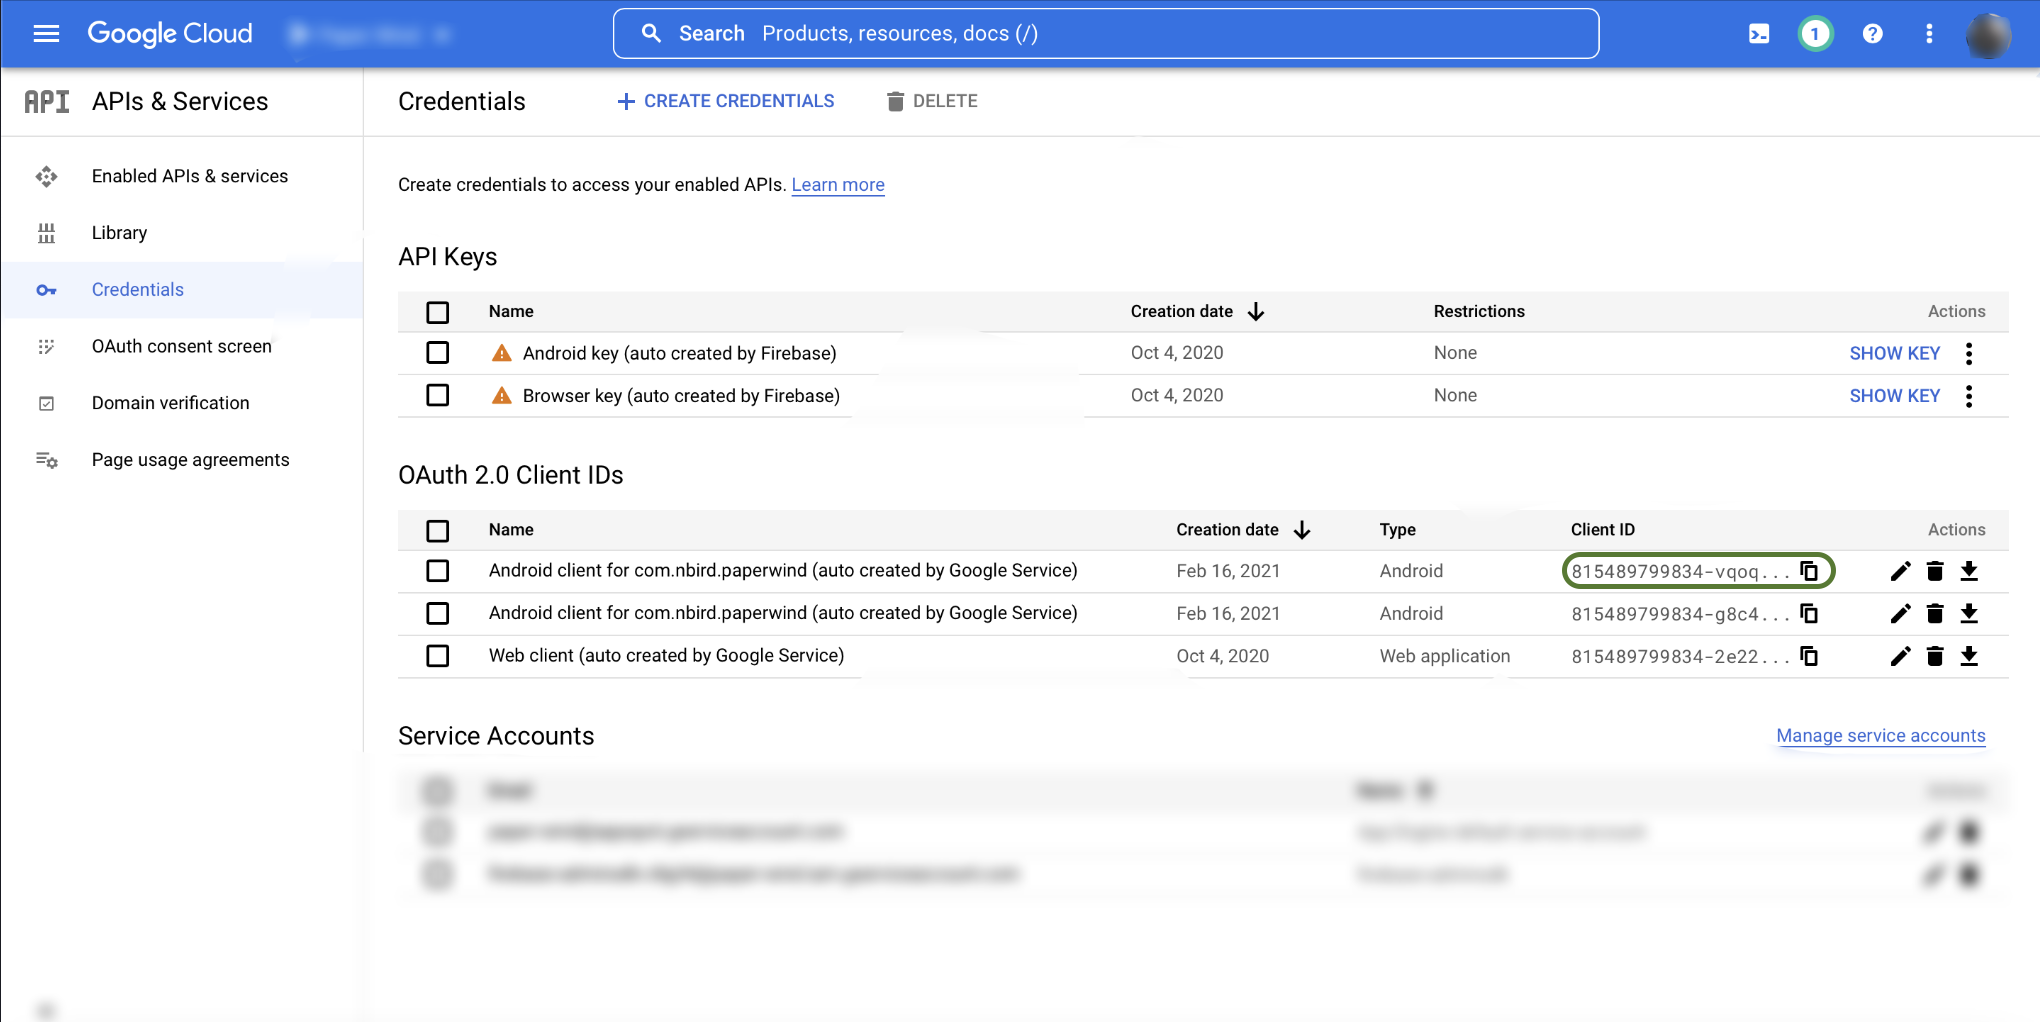 Google Cloud
Search Products, resources, docs (/)
1
API APIs & Services
Credentials
+ CREATE CREDENTIALS
DELETE
Enabled APIs & services
Library
Credentials
OAuth consent screen
Domain verification
Page usage agreements
Create credentials to access your enabled APIs. Learn more
API Keys
Name Creation date Restrictions Actions
Android key (auto created by Firebase) Oct 4, 2020 None SHOW KEY
Browser key (auto created by Firebase) Oct 4, 2020 None SHOW KEY
OAuth 2.0 Client IDs
Name Creation date Type Client ID Actions
Android client for com.nbird.paperwind (auto created by Google Service) Feb 16, 2021 Android 815489799834-vqoq...
Android client for com.nbird.paperwind (auto created by Google Service) Feb 16, 2021 Android 815489799834-g8c4...
Web client (auto created by Google Service) Oct 4, 2020 Web application 815489799834-2e22...
Service Accounts
Manage service accounts